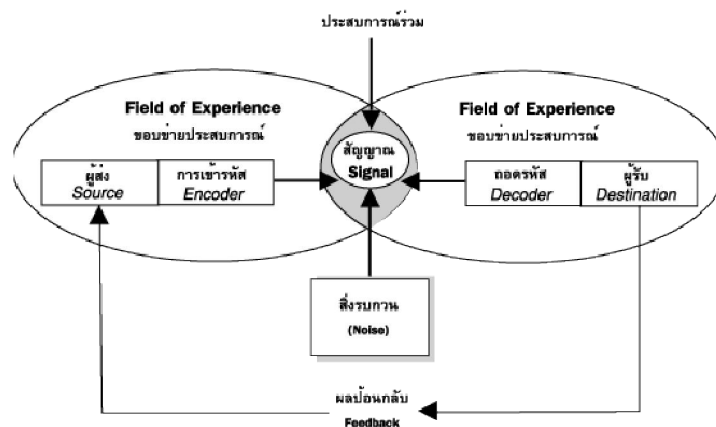 ประสบการณ์ร่วม
Field of Experience
ขอบข่ายประสบการณ์
Field of Experience
ขอบข่ายประสบการณ์
สัญญาณ
Signal
ผู้ส่ง
Source
การเข้ารหัส
Encoder
ถอดรหัส
Decoder
ผู้รับ
Destination
สิ่งรบกวน
(Noise)
ผลป้อนกลับ
Feedback